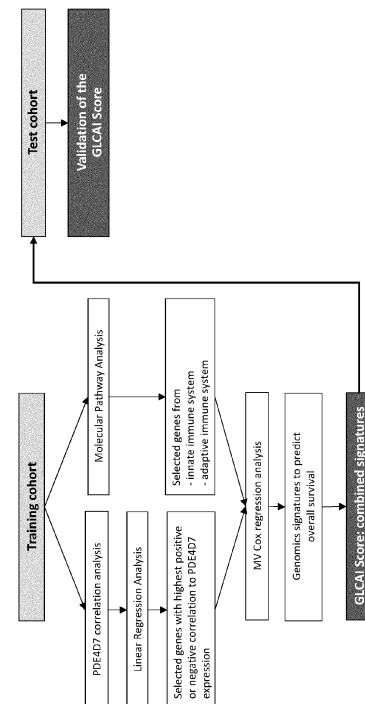 Training cohort
PDE4D7 correlation analysis
Linear Regression Analysis
Selected genes with highest positive
or negative correlation to PDE4D7
expression
Molecular Pathway Analysis
Selected genes from
- innate immune system
- adaptive immune system
MV Cox regression analysis
Genomics signatures to predict
overall survival
GLCAI Score: combined signatures
Test cohort
Validation of the
GLCAI Score